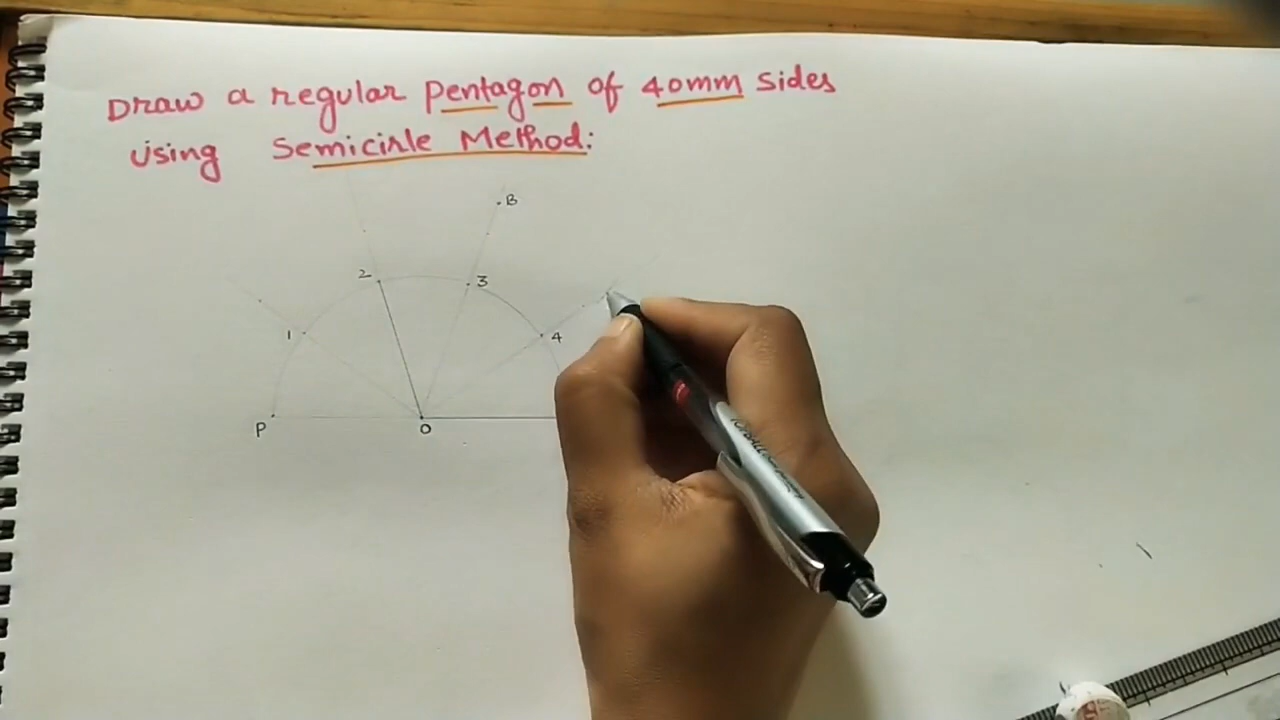 Draw a regular pentagon of 40mm sides
using Semicirle Method:
B
2
3
1
4
P
O